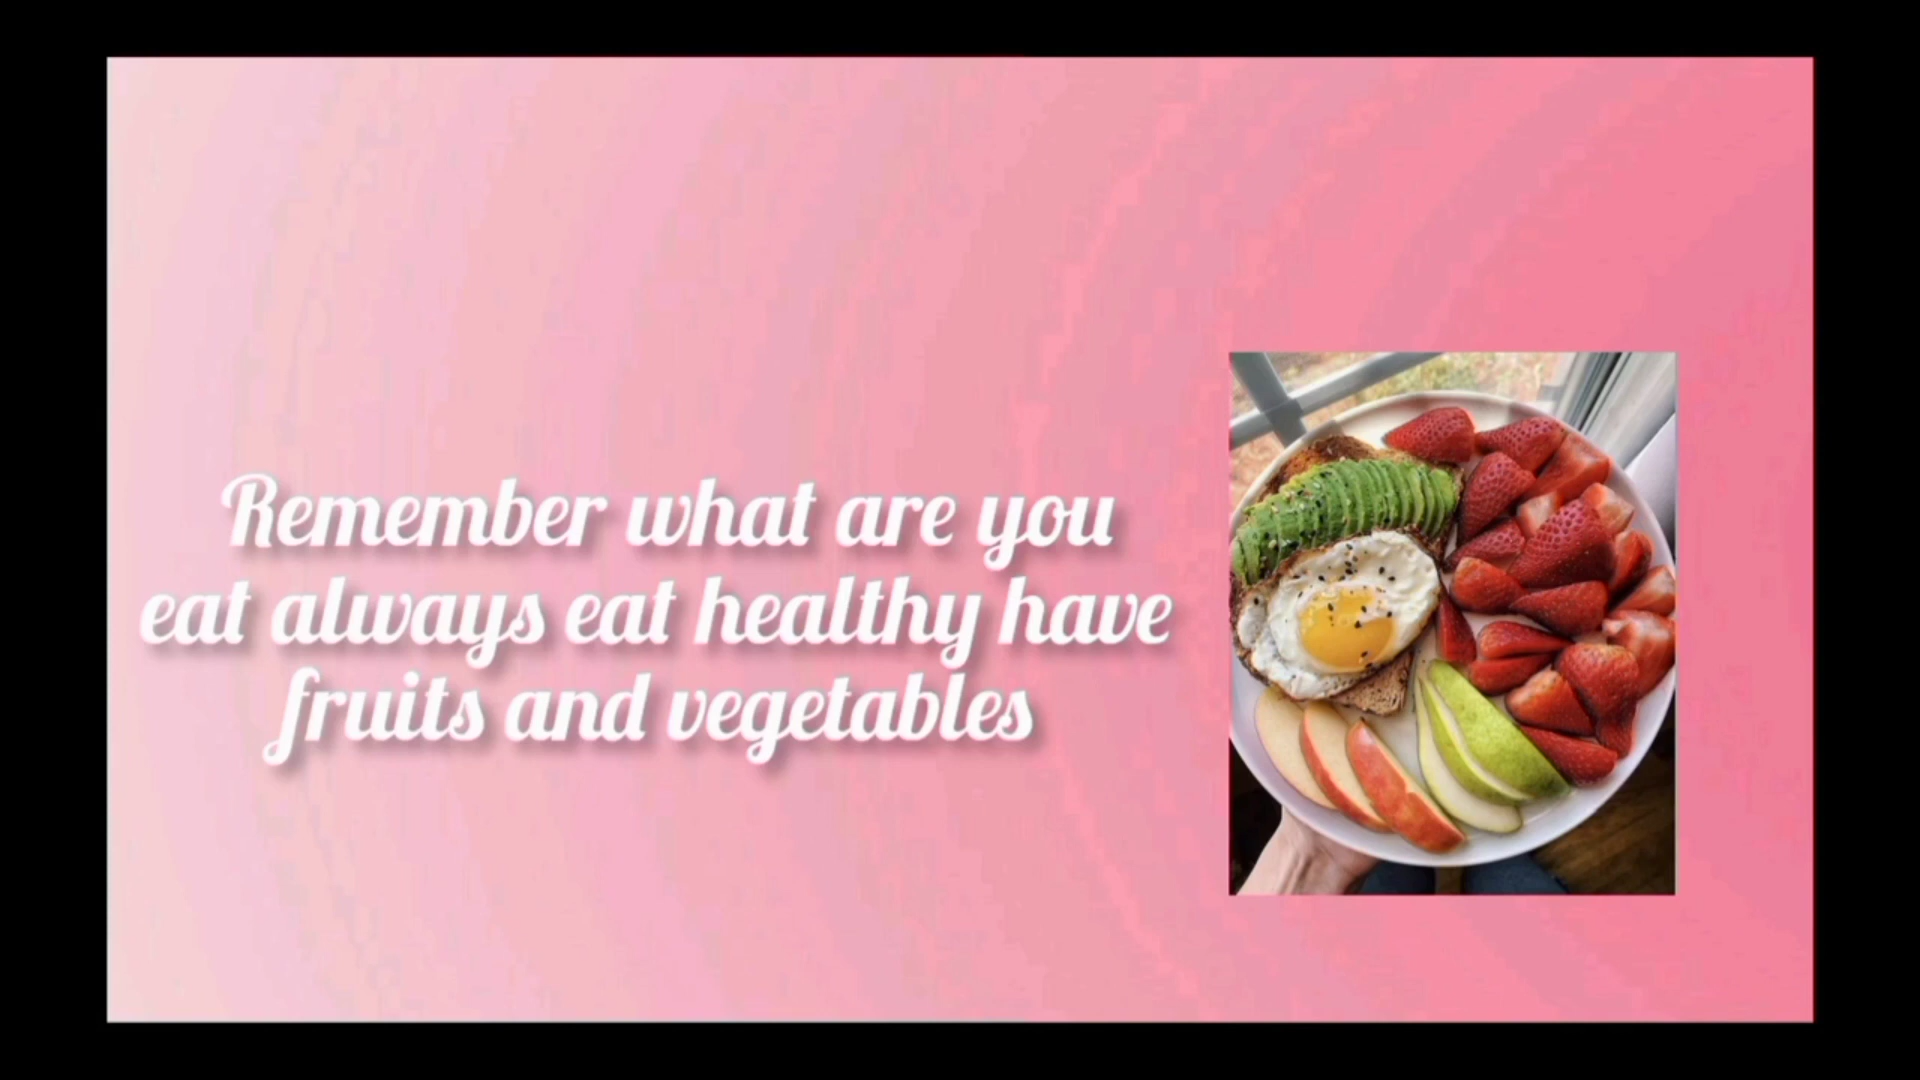 Remember what are you
eat always eat healthy have
fruits and vegetables